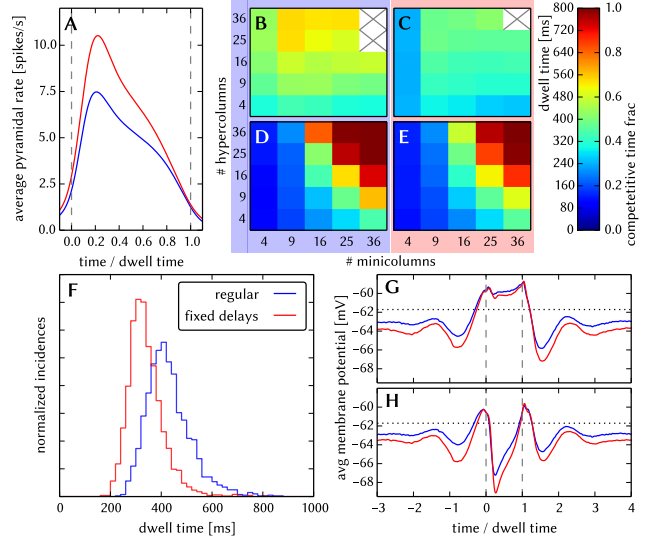 A
average pyramidal rate [spikes/s]
10.0
7.5
5.0
2.5
0.0
0.0 0.2 0.4 0.6 0.8 1.0
time / dwell time
B
C
D
E
# hypercolumns
36
25
16
9
4
36
25
16
9
4
4 9 16 25 36
4 9 16 25 36
# minicolumns
dwell time [ms]
800
720
640
560
480
400
320
240
160
80
0
1.0
0.8
0.6
0.4
0.2
0.0
competetitive time frac
F
regular
fixed delays
normalized incidences
0 200 400 600 800 1000
dwell time [ms]
G
−60
−62
−64
−66
−68
H
−60
−62
−64
−66
−68
avg membrane potential [mV]
−3 −2 −1 0 1 2 3 4
time / dwell time